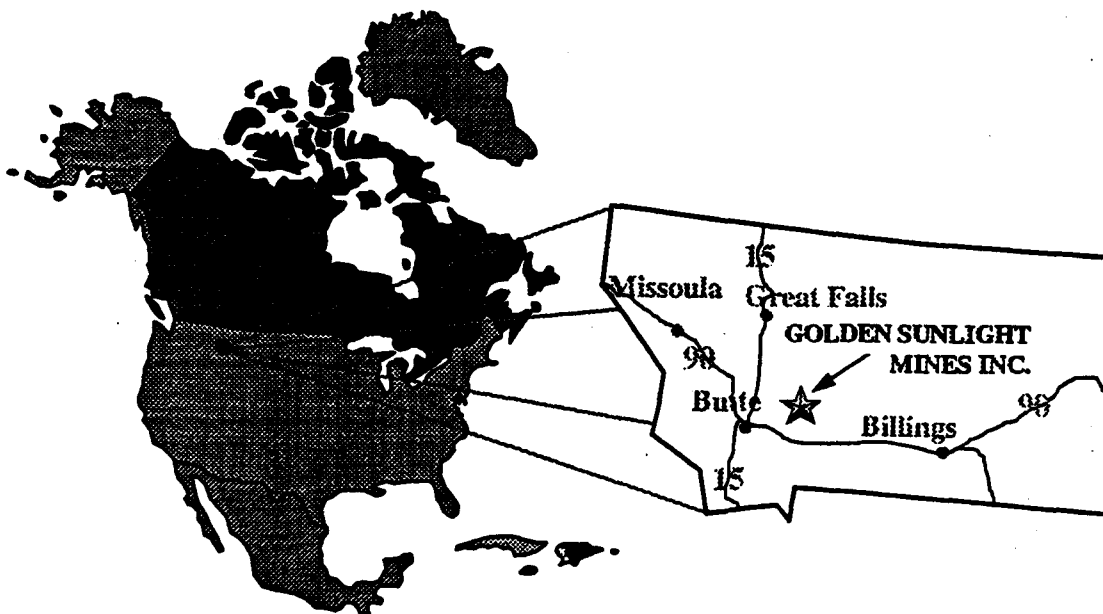 15
Missoula
Great Falls
GOLDEN SUNLIGHT
MINES INC.
90
Butte
90
Billings
15